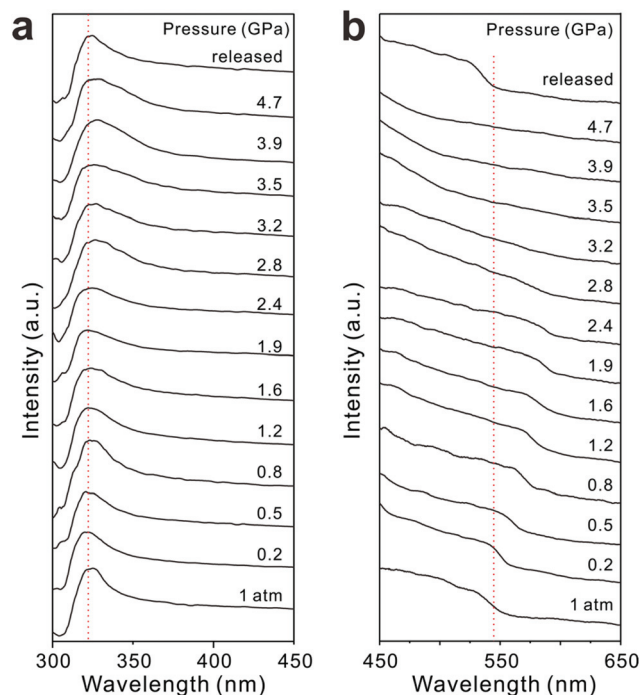 a
Pressure (GPa)
released
4.7
3.9
3.5
3.2
2.8
2.4
1.9
1.6
1.2
0.8
0.5
0.2
1 atm
Intensity (a.u.)
300 350 400 450
Wavelength (nm)
b
Pressure (GPa)
released
4.7
3.9
3.5
3.2
2.8
2.4
1.9
1.6
1.2
0.8
0.5
0.2
1 atm
Intensity (a.u.)
450 550 650
Wavelength (nm)